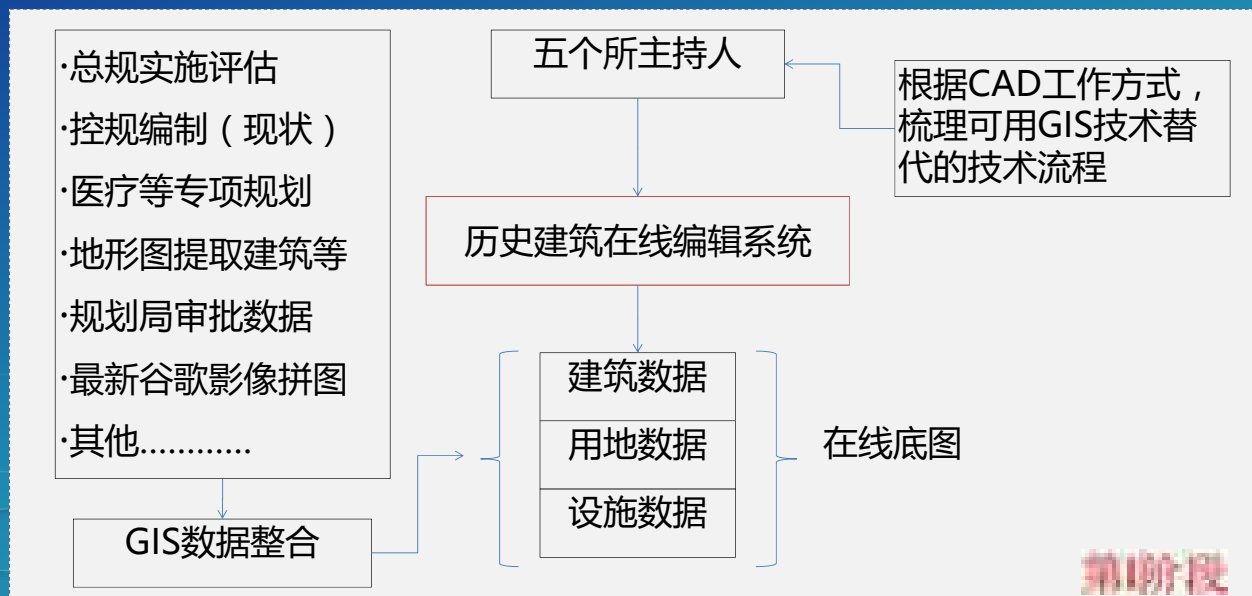 ·总规实施评估
·控规编制（现状）
·医疗等专项规划
·地形图提取建筑等
·规划局审批数据
·最新谷歌影像拼图
·其他…………
GIS数据整合
五个所主持人
根据CAD工作方式，
梳理可用GIS技术替
代的技术流程
历史建筑在线编辑系统
建筑数据
用地数据
设施数据
在线底图